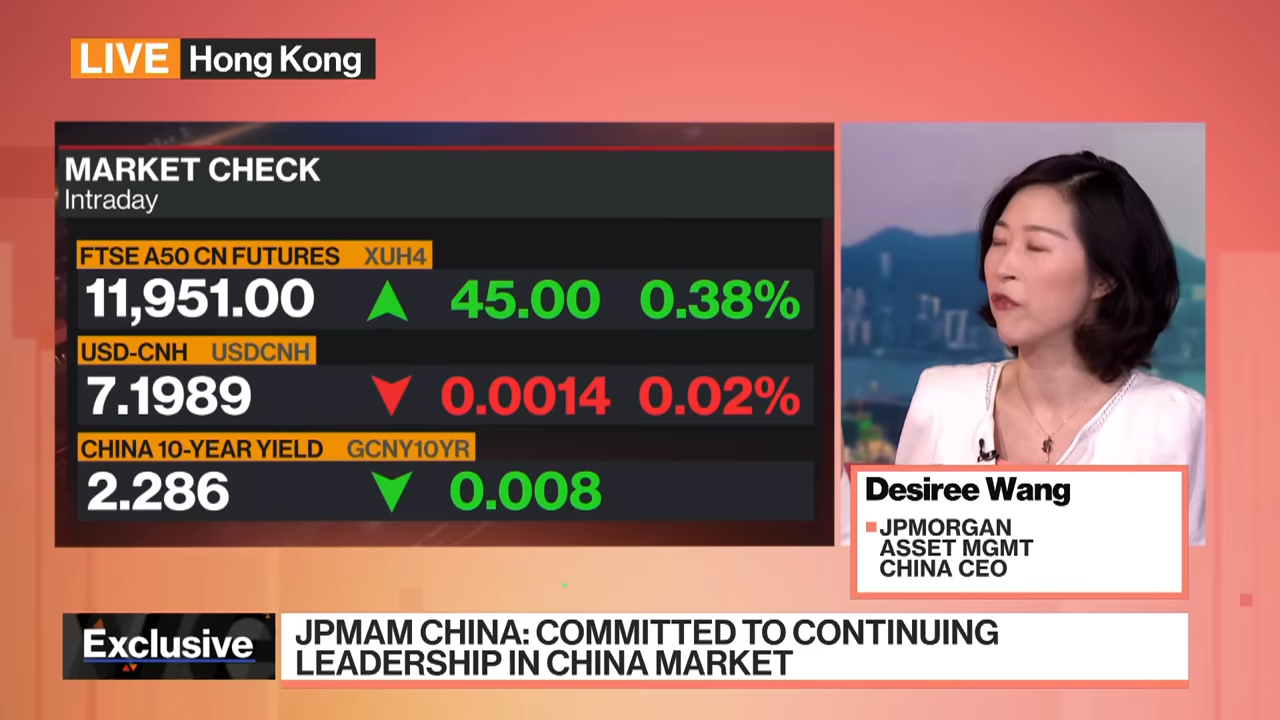 LIVE Hong Kong
MARKET CHECK
Intraday
FTSE A50 CN FUTURES XUH4
11,951.00 ▲ 45.00 0.38%
USD-CNH USDCNH
7.1989 ▼ 0.0014 0.02%
CHINA 10-YEAR YIELD GCNY10YR
2.286 ▼ 0.008
Desiree Wang
JPMORGAN
ASSET MGMT
CHINA CEO
Exclusive
JPMAM CHINA: COMMITTED TO CONTINUING
LEADERSHIP IN CHINA MARKET